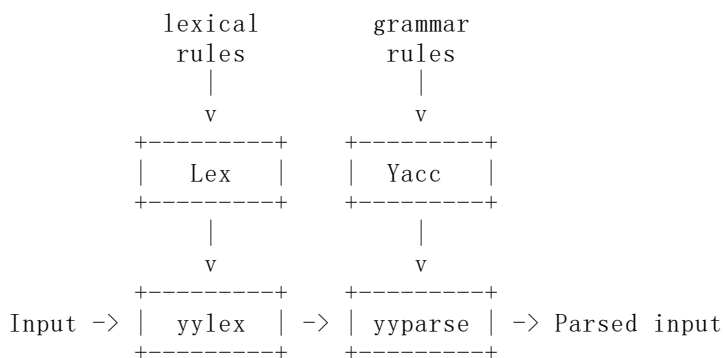 lexical grammar
rules rules
| |
v v
+---------+ +---------+
| Lex | | Yacc |
+---------+ +---------+
| |
v v
+---------+ +---------+
Input -> | yylex | -> | yyparse | -> Parsed input
+---------+ +---------+